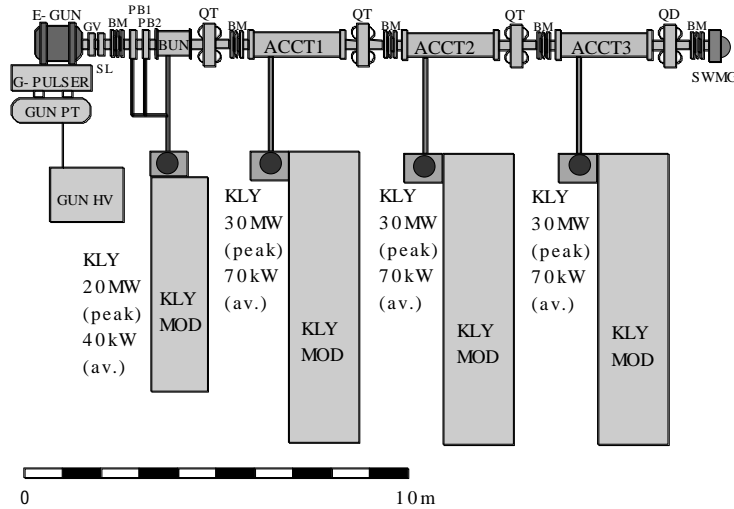 E- GUN
GV
BM
PB1
PB2
SL
BUN
QT
BM
ACCT1
QT
BM
ACCT2
QT
BM
ACCT3
QD
BM
SWMG
G- PULSER
GUN PT
GUN HV
KLY
20MW
(peak)
40kW
(av.)
KLY
MOD
KLY
30MW
(peak)
70kW
(av.)
KLY
MOD
KLY
30MW
(peak)
70kW
(av.)
KLY
MOD
KLY
30MW
(peak)
70kW
(av.)
KLY
MOD
0
10m